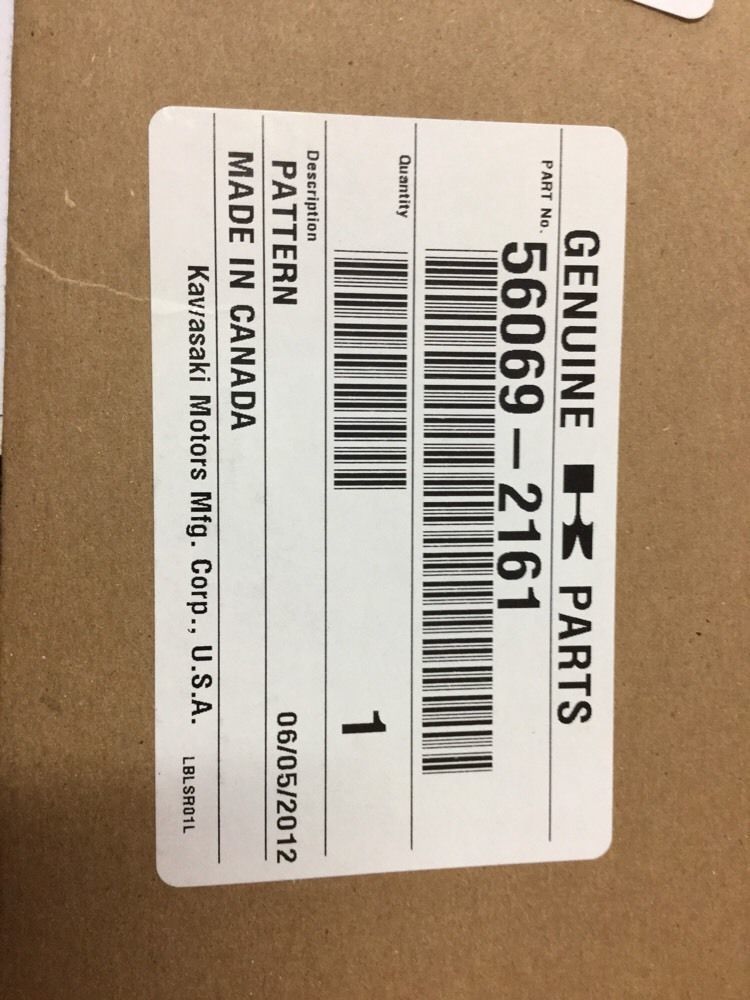 GENUINE PARTS
PART No. 56069-2161
Quantity 1
Description
PATTERN 06/05/2012
MADE IN CANADA
Kawasaki Motors Mfg. Corp., U.S.A. LBLSR01L